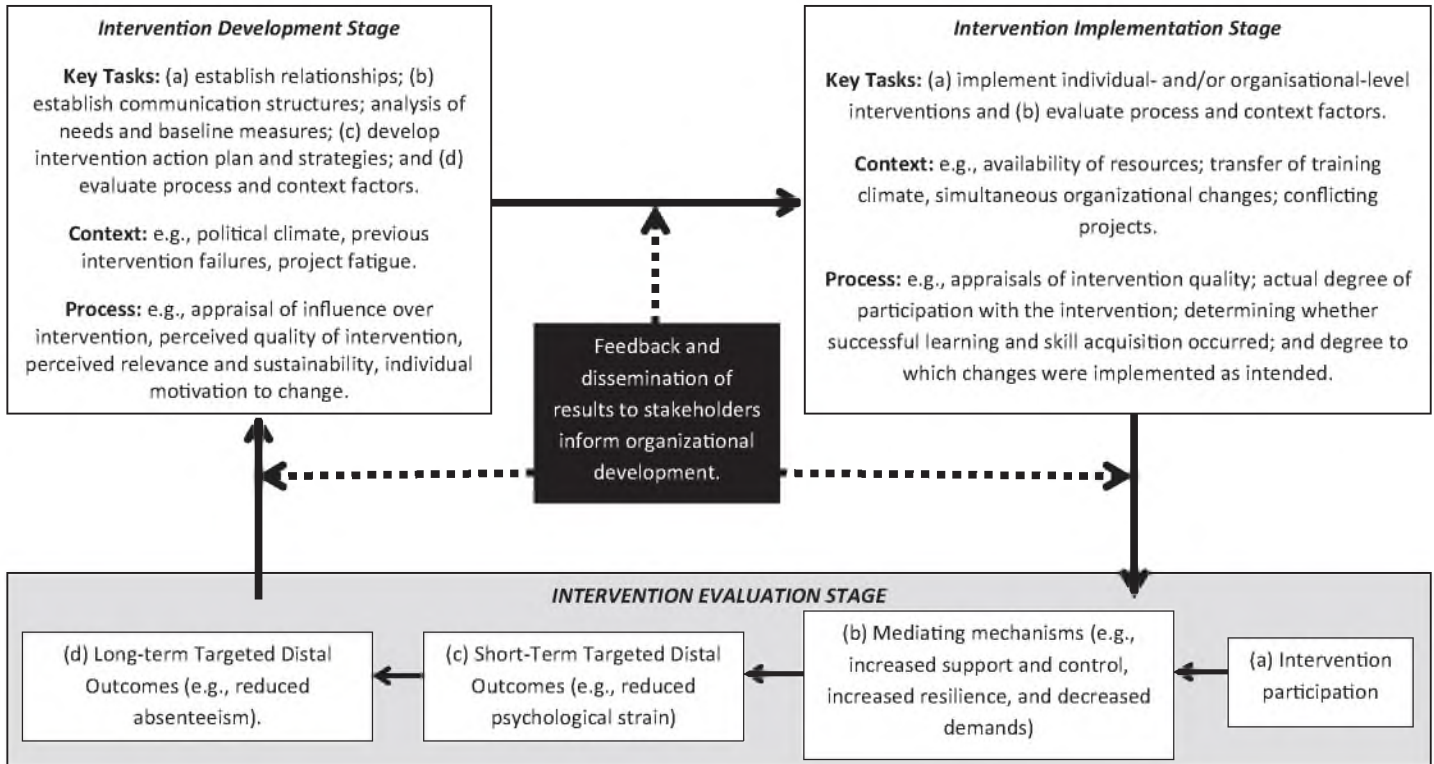 Intervention Development Stage
Key Tasks: (a) establish relationships; (b)
establish communication structures; analysis of
needs and baseline measures; (c) develop
intervention action plan and strategies; and (d)
evaluate process and context factors.
Context: e.g., political climate, previous
intervention failures, project fatigue.
Process: e.g., appraisal of influence over
intervention, perceived quality of intervention,
perceived relevance and sustainability, individual
motivation to change.
Intervention Implementation Stage
Key Tasks: (a) implement individual- and/or organisational-level
interventions and (b) evaluate process and context factors.
Context: e.g., availability of resources; transfer of training
climate, simultaneous organizational changes; conflicting
projects.
Process: e.g., appraisals of intervention quality; actual degree of
participation with the intervention; determining whether
successful learning and skill acquisition occurred; and degree to
which changes were implemented as intended.
Feedback and
dissemination of
results to stakeholders
inform organizational
development.
INTERVENTION EVALUATION STAGE
(d) Long-term Targeted Distal
Outcomes (e.g., reduced
absenteeism).
(c) Short-Term Targeted Distal
Outcomes (e.g., reduced
psychological strain)
(b) Mediating mechanisms (e.g.,
increased support and control,
increased resilience, and decreased
demands)
(a) Intervention
participation